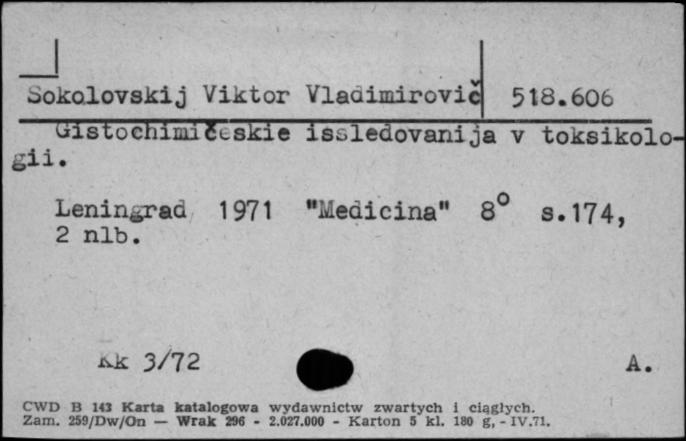 Sokolovskij Viktor Vladimirovič 518.606
Gistochimičeskie issledovanija v toksikolo-
gii.
Leningrad 1971 "Medicina" 8° s.174,
2 nlb.
Kk 3/72 A.
CWD B 143 Karta katalogowa wydawnictw zwartych i ciągłych.
Zam. 259/Dw/On — Wrak 296 - 2.027.000 - Karton 5 kl. 180 g, - IV.71.